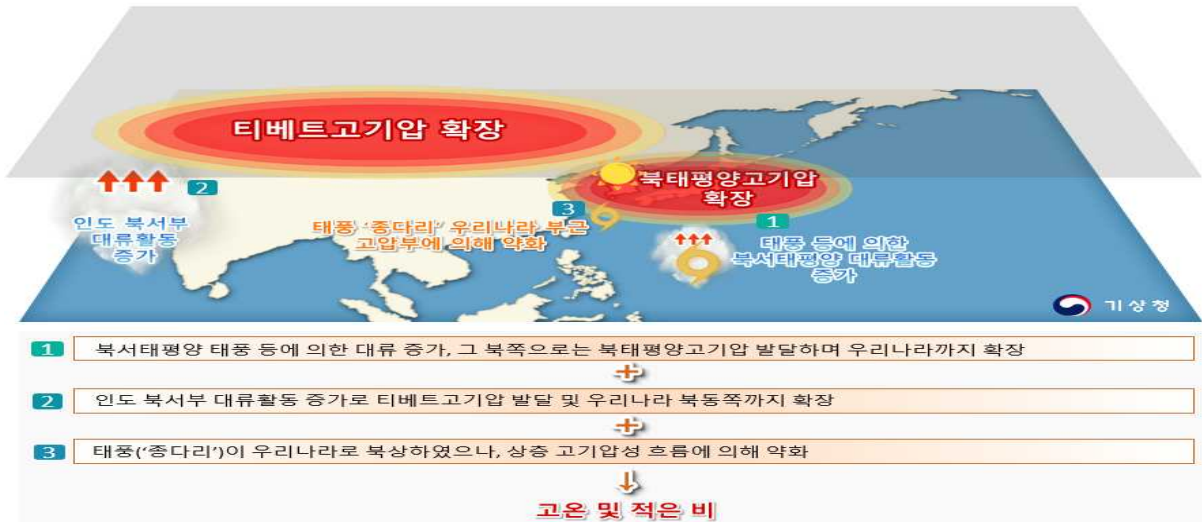 티베트고기압 확장
북태평양고기압
확장
2
인도 북서부
대류활동
증가
3
태풍 '종다리' 우리나라 부근
고압부에 의해 약화
1
태풍 등에 의한
북서태평양 대류활동
증가
기상청
1 북서태평양 태풍 등에 의한 대류 증가, 그 북쪽으로는 북태평양고기압 발달하며 우리나라까지 확장
+
2 인도 북서부 대류활동 증가로 티베트고기압 발달 및 우리나라 북동쪽까지 확장
+
3 태풍('종다리')이 우리나라로 북상하였으나, 상층 고기압성 흐름에 의해 약화
고온 및 적은 비